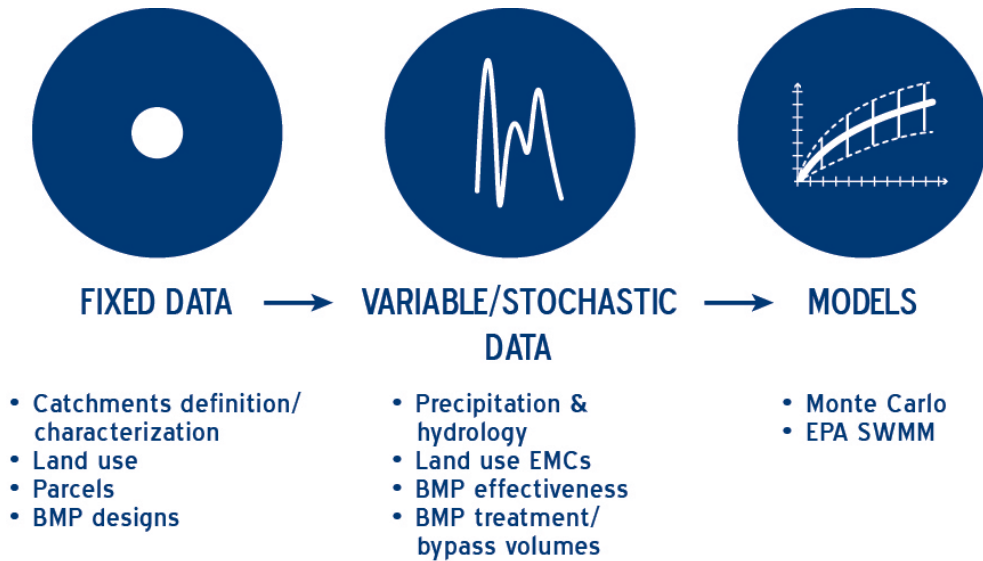 FIXED DATA
VARIABLE/STOCHASTIC
DATA
MODELS
• Catchments definition/
characterization
• Land use
• Parcels
• BMP designs
• Precipitation &
hydrology
• Land use EMCs
• BMP effectiveness
• BMP treatment/
bypass volumes
• Monte Carlo
• EPA SWMM